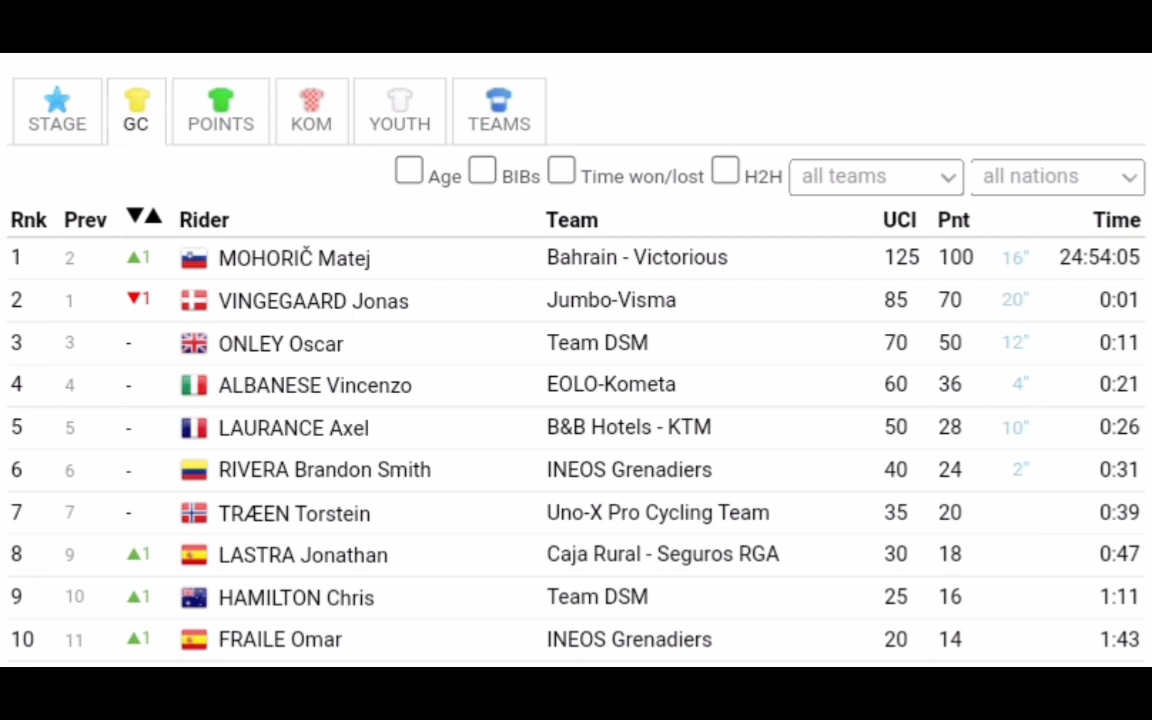 STAGE GC POINTS KOM YOUTH TEAMS
Age BIBs Time won/lost H2H all teams all nations
Rnk Prev ▼▲ Rider Team UCI Pnt Time
1 2 ▲1 MOHORIČ Matej Bahrain - Victorious 125 100 16" 24:54:05
2 1 ▼1 VINGEGAARD Jonas Jumbo-Visma 85 70 20" 0:01
3 3 - ONLEY Oscar Team DSM 70 50 12" 0:11
4 4 - ALBANESE Vincenzo EOLO-Kometa 60 36 4" 0:21
5 5 - LAURANCE Axel B&B Hotels - KTM 50 28 10" 0:26
6 6 - RIVERA Brandon Smith INEOS Grenadiers 40 24 2" 0:31
7 7 - TRÆEN Torstein Uno-X Pro Cycling Team 35 20 0:39
8 9 ▲1 LASTRA Jonathan Caja Rural - Seguros RGA 30 18 0:47
9 10 ▲1 HAMILTON Chris Team DSM 25 16 1:11
10 11 ▲1 FRAILE Omar INEOS Grenadiers 20 14 1:43